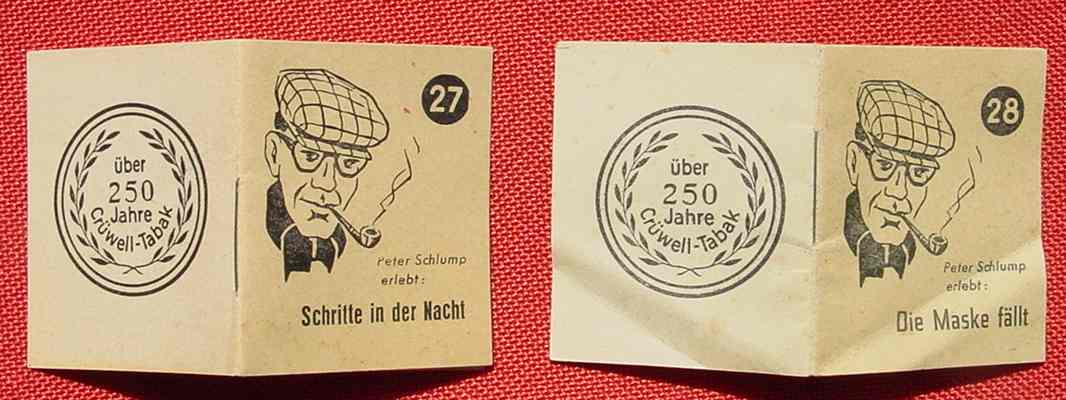 über
250
Jahre
Crüwell-Tabak
27
Peter Schlump
erlebt:
Schritte in der Nacht
über
250
Jahre
Crüwell-Tabak
28
Peter Schlump
erlebt:
Die Maske fällt